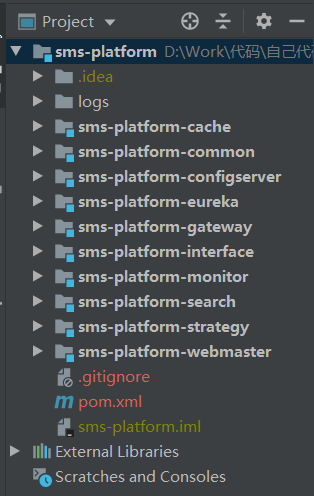 Project
sms-platform D:\Work\代码\自己代
.idea
logs
sms-platform-cache
sms-platform-common
sms-platform-configserver
sms-platform-eureka
sms-platform-gateway
sms-platform-interface
sms-platform-monitor
sms-platform-search
sms-platform-strategy
sms-platform-webmaster
.gitignore
m pom.xml
sms-platform.iml
External Libraries
Scratches and Consoles